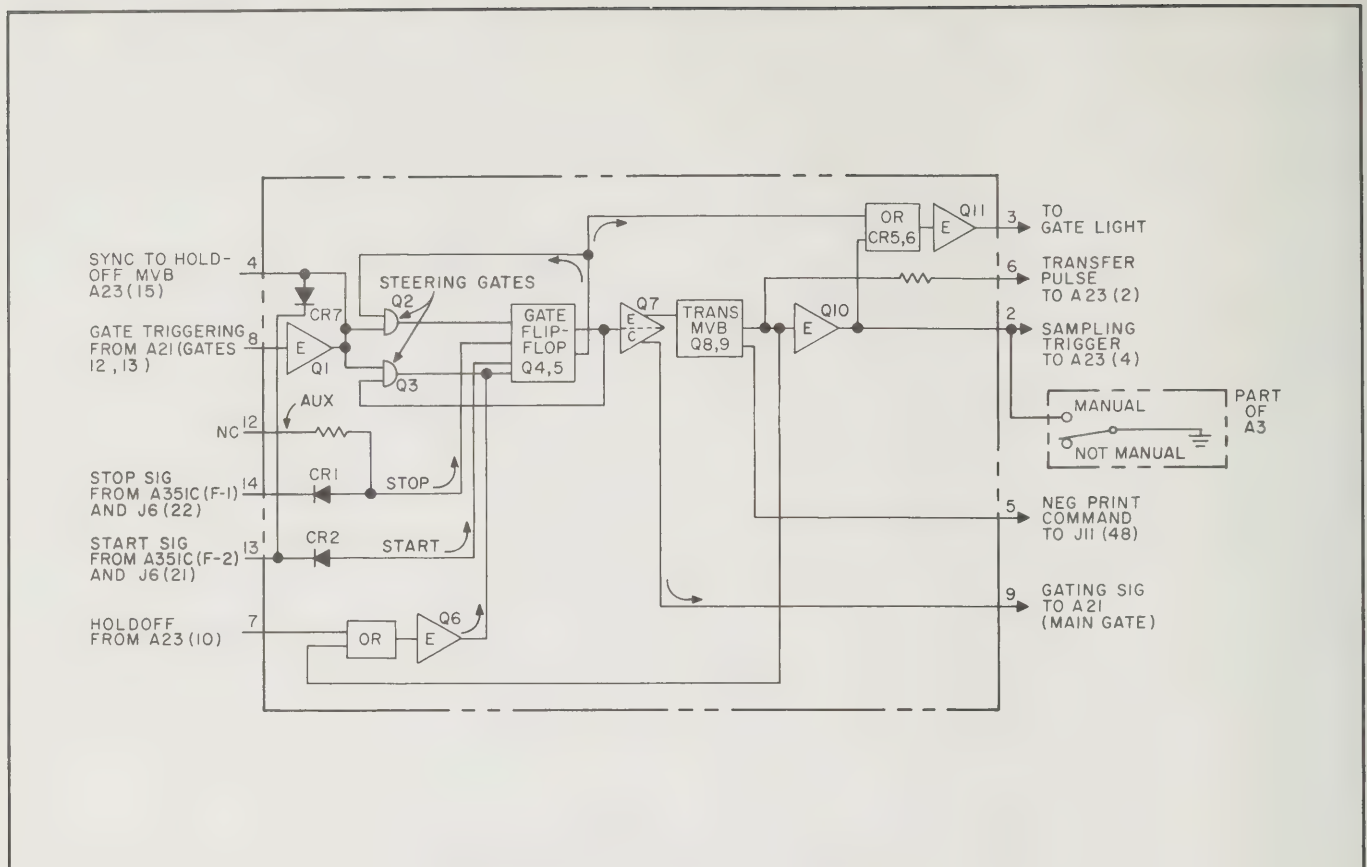 SYNC TO HOLD-
OFF MVB
A23(15)
4
GATE TRIGGERING
FROM A21(GATES
12, 13)
8
NC
12
AUX
STOP SIG
FROM A351C(F-1)
AND J6(22)
14
START SIG
FROM A351C(F-2)
AND J6(21)
13
HOLDOFF
FROM A23(10)
7
CR7
E
Q1
STEERING GATES
Q2
Q3
CR1
STOP
CR2
START
OR
E
Q6
GATE
FLIP-
FLOP
Q4,5
Q7
E
C
TRANS
MVB
Q8,9
E
Q10
OR
CR5,6
E
Q11
3
TO
GATE LIGHT
6
TRANSFER
PULSE
TO A23(2)
2
SAMPLING
TRIGGER
TO A23(4)
MANUAL
NOT MANUAL
PART
OF
A3
5
NEG PRINT
COMMAND
TO J11(48)
9
GATING SIG
TO A21
(MAIN GATE)